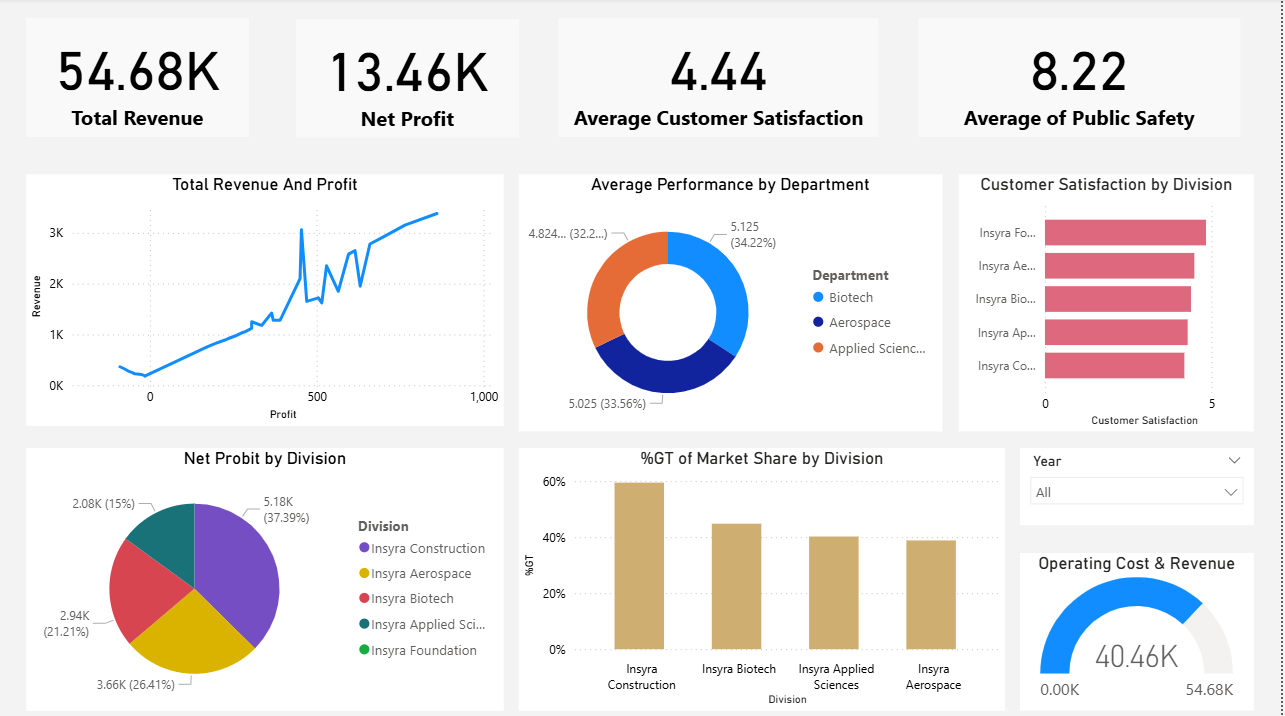 54.68K
Total Revenue
13.46K
Net Profit
4.44
Average Customer Satisfaction
8.22
Average of Public Safety
Total Revenue And Profit
3K
2K
1K
0K
Revenue
0
500
1,000
Profit
Average Performance by Department
4.824... (32.2...)
5.125
(34.22%)
5.025 (33.56%)
Department
Biotech
Aerospace
Applied Scienc...
Customer Satisfaction by Division
Insyra Fo...
Insyra Ae...
Insyra Bio...
Insyra Ap...
Insyra Co...
0
5
Customer Satisfaction
Net Probit by Division
2.08K (15%)
5.18K
(37.39%)
2.94K
(21.21%)
3.66K (26.41%)
Division
Insyra Construction
Insyra Aerospace
Insyra Biotech
Insyra Applied Sci...
Insyra Foundation
%GT of Market Share by Division
60%
40%
20%
0%
%GT
Insyra
Construction
Insyra Biotech
Insyra Applied
Sciences
Insyra
Aerospace
Division
Year
All
Operating Cost & Revenue
40.46K
0.00K
54.68K